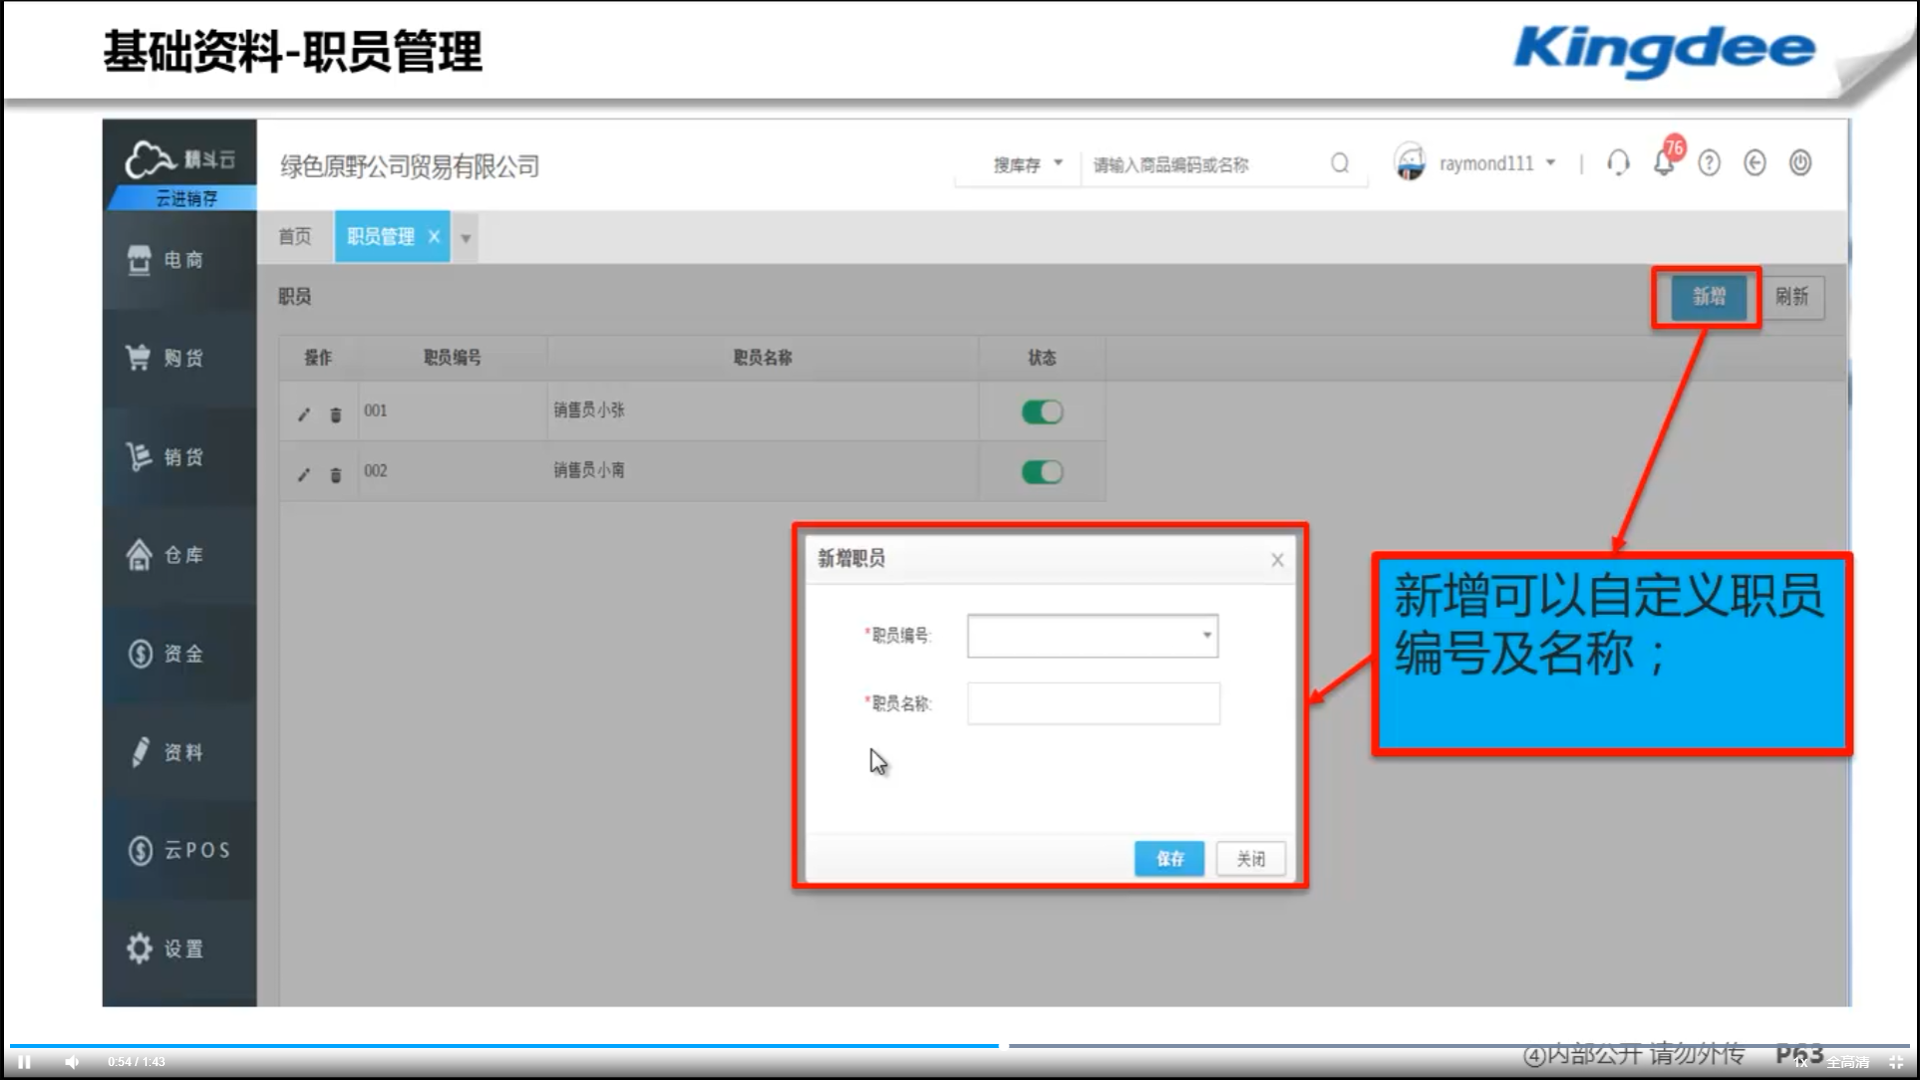 基础资料-职员管理
Kingdee
精斗云
云进销存
绿色原野公司贸易有限公司
搜库存
请输入商品编码或名称
raymond111
76
首页
职员管理
职员
新增
刷新
操作
职员编号
职员名称
状态
001
销售员小张
002
销售员小南
电商
购货
销货
仓库
资金
资料
云POS
设置
新增职员
*职员编号:
*职员名称:
保存
关闭
新增可以自定义职员
编号及名称；
0:54 / 1:43
④内部公开 请勿外传
P63
1x
全高清